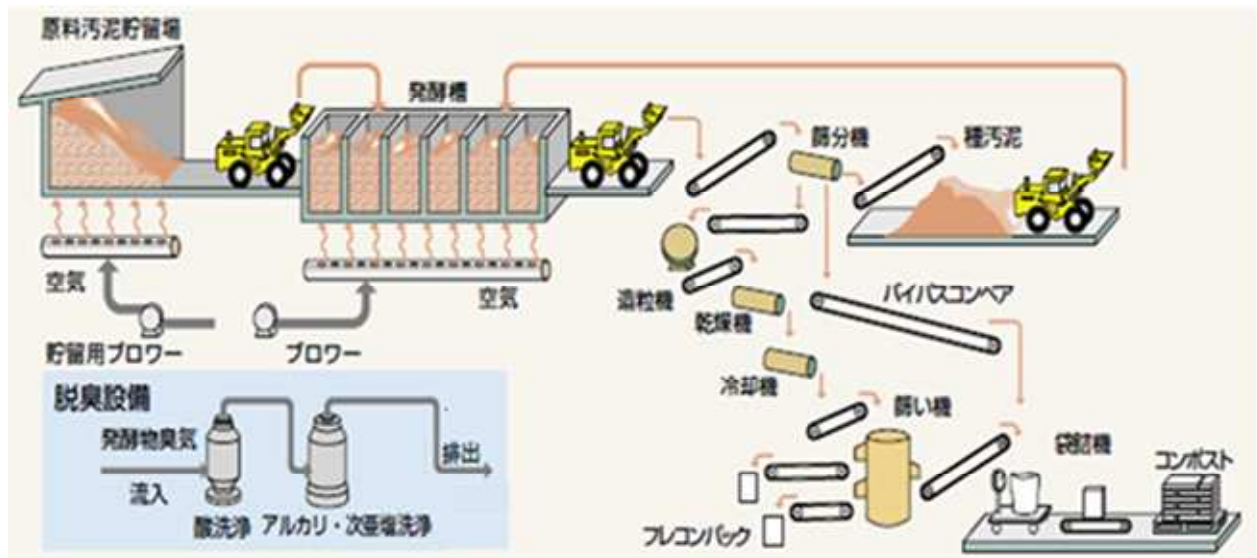 原料汚泥貯留場
発酵槽
篩分機
種汚泥
空気
空気
造粒機
乾燥機
バイパスコンベア
貯留用ブロワー
ブロワー
冷却機
脱臭設備
篩い機
発酵物臭気
排出
袋詰機
コンポスト
流入
酸洗浄
アルカリ・次亜塩洗浄
フレコンバック